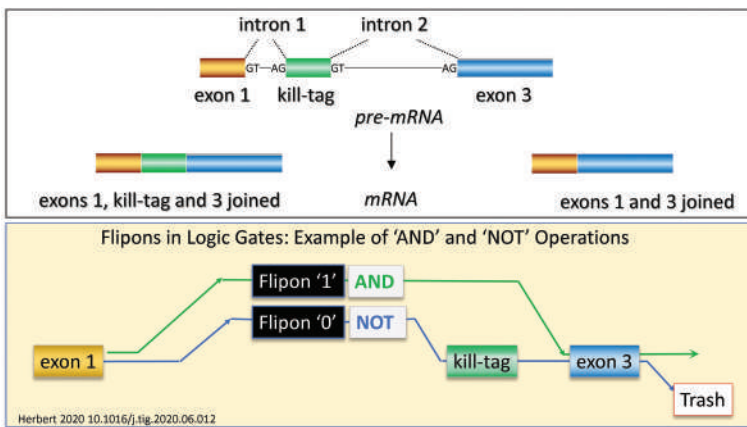 intron 1 intron 2
GT AG GT AG
exon 1 kill-tag exon 3
pre-mRNA
exons 1, kill-tag and 3 joined mRNA exons 1 and 3 joined
Flipons in Logic Gates: Example of ‘AND’ and ‘NOT’ Operations
Flipon ‘1’ AND
Flipon ‘0’ NOT
exon 1 kill-tag exon 3
Trash
Herbert 2020 10.1016/j.tig.2020.06.012